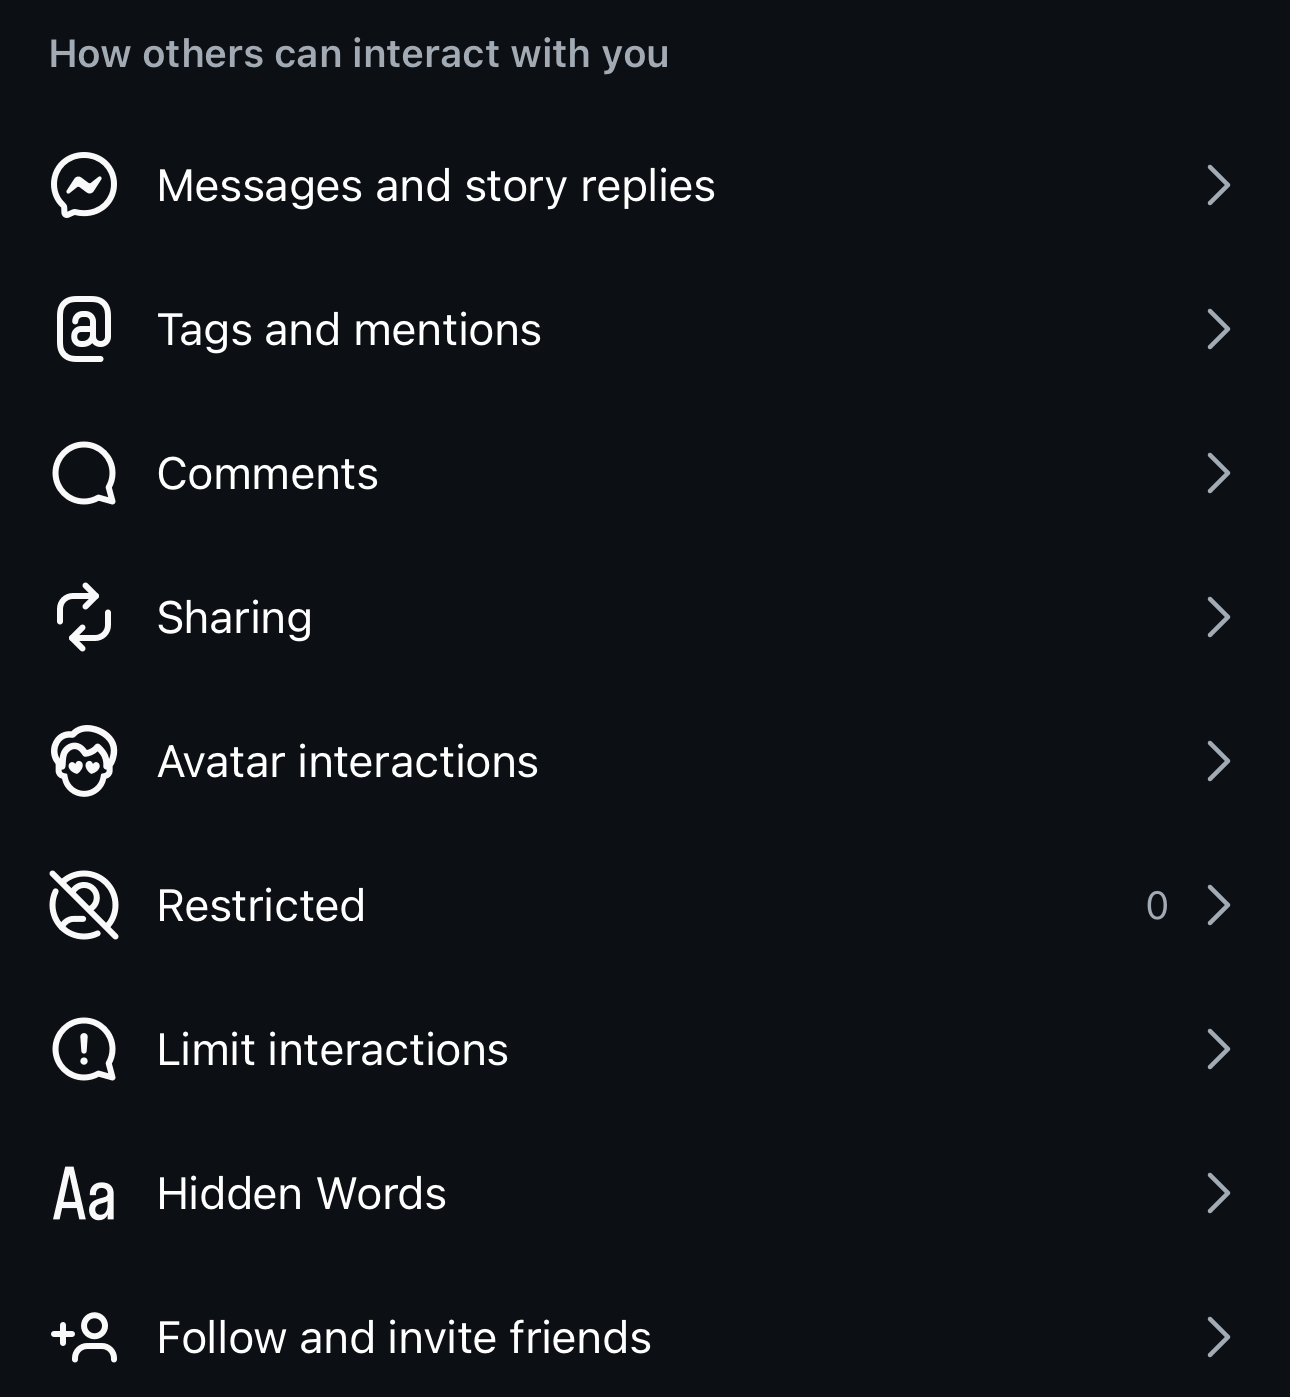 How others can interact with you
Messages and story replies
Tags and mentions
Comments
Sharing
Avatar interactions
Restricted 0
Limit interactions
Aa Hidden Words
Follow and invite friends